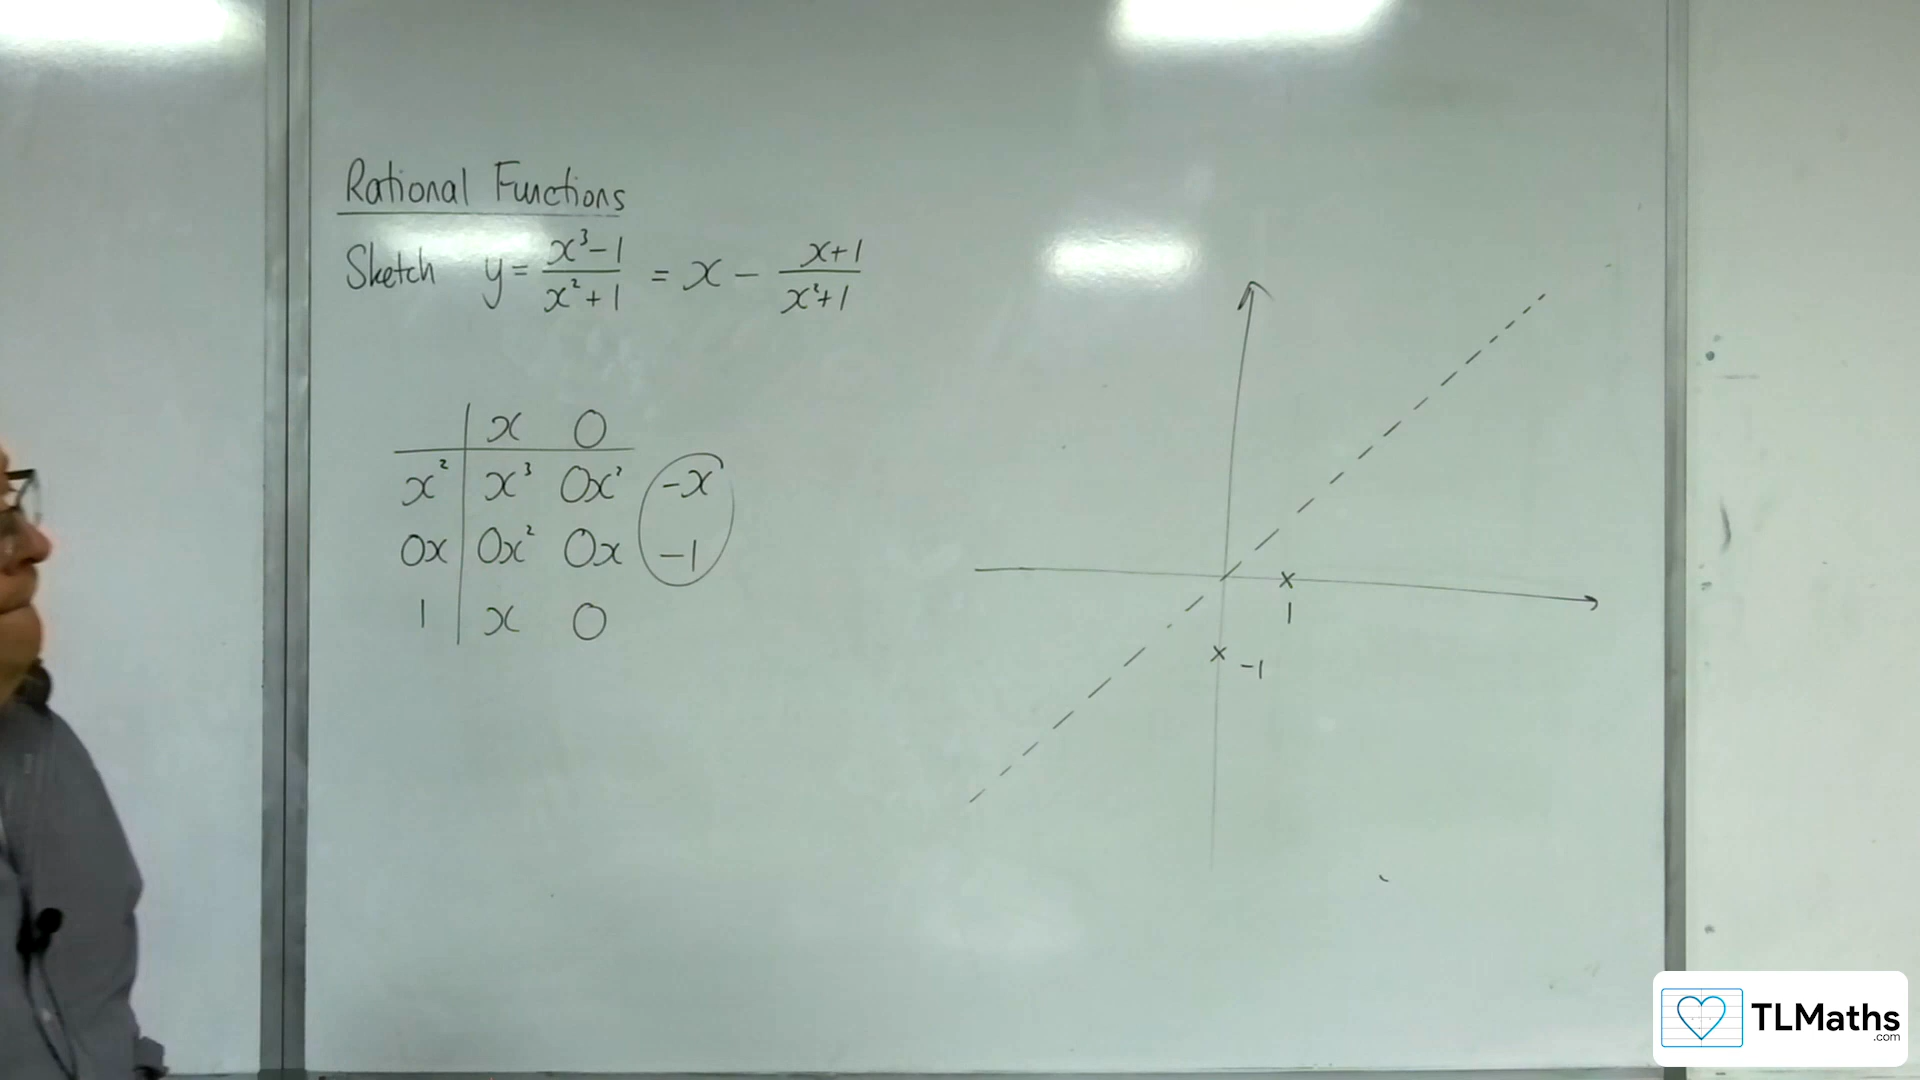 Rational Functions
Sketch y = x³-1/x²+1 = x - x+1/x²+1
x 0
x² x³ 0x² -x
0x 0x² 0x -1
1 x 0
1
-1
TLMaths
.com